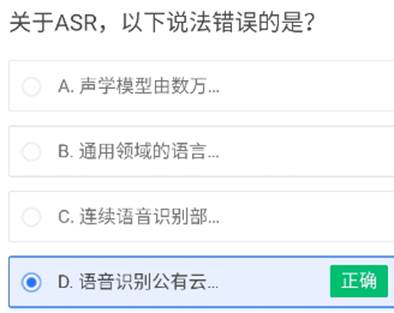 关于ASR，以下说法错误的是？
A. 声学模型由数万...
B. 通用领域的语言...
C. 连续语音识别部...
D. 语音识别公有云...
正确